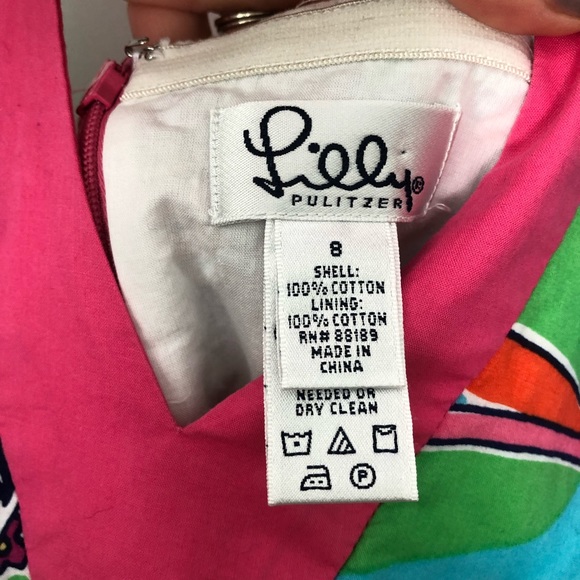 Lilly®
PULITZER
8
SHELL:
100% COTTON
LINING:
100% COTTON
RN# 88189
MADE IN
CHINA
NEEDED OR
DRY CLEAN
P